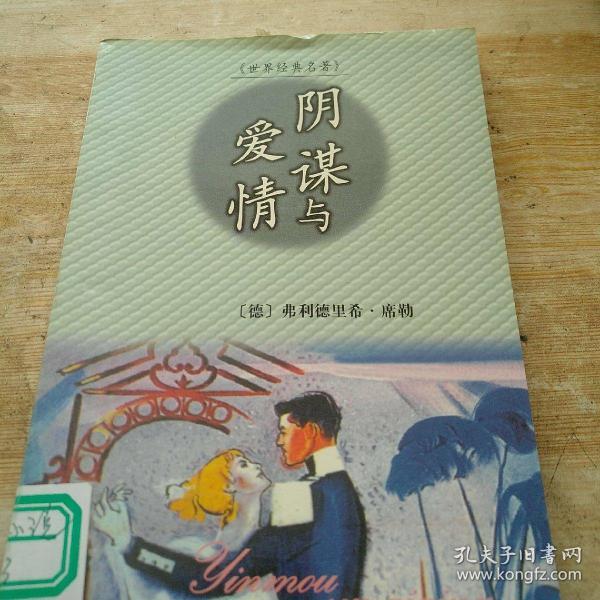 《世界经典名著》
阴谋与
爱情
〔德〕弗利德里希·席勒
Yinmou
孔夫子旧书网
www.kongfz.com